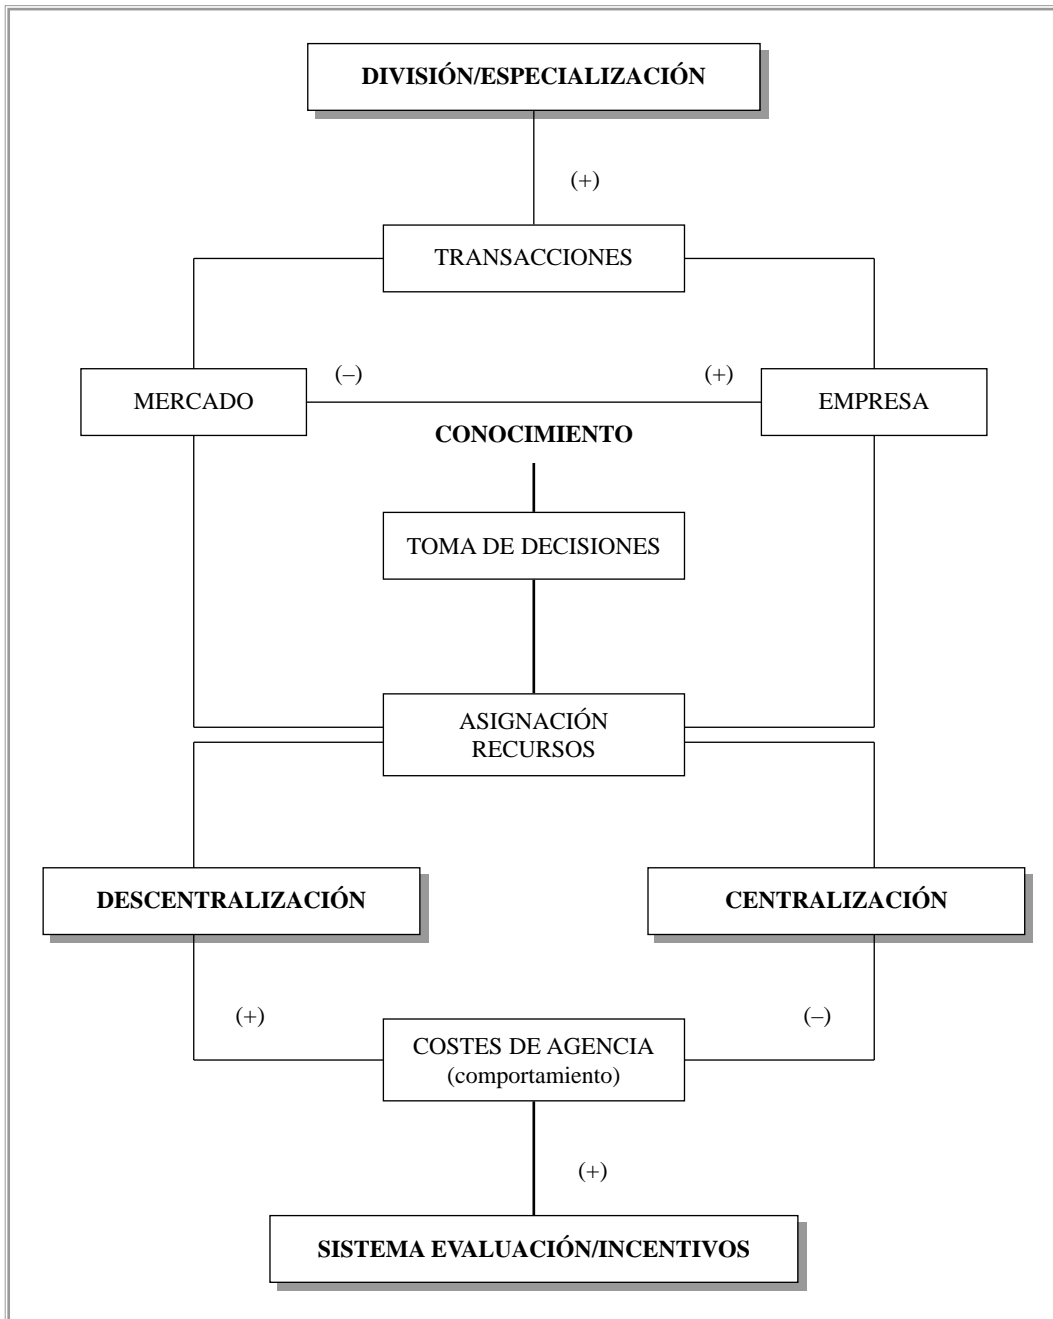 DIVISIÓN/ESPECIALIZACIÓN
(+)
TRANSACCIONES
(–)
(+)
MERCADO
EMPRESA
CONOCIMIENTO
TOMA DE DECISIONES
ASIGNACIÓN
RECURSOS
DESCENTRALIZACIÓN
CENTRALIZACIÓN
(+)
(–)
COSTES DE AGENCIA
(comportamiento)
(+)
SISTEMA EVALUACIÓN/INCENTIVOS